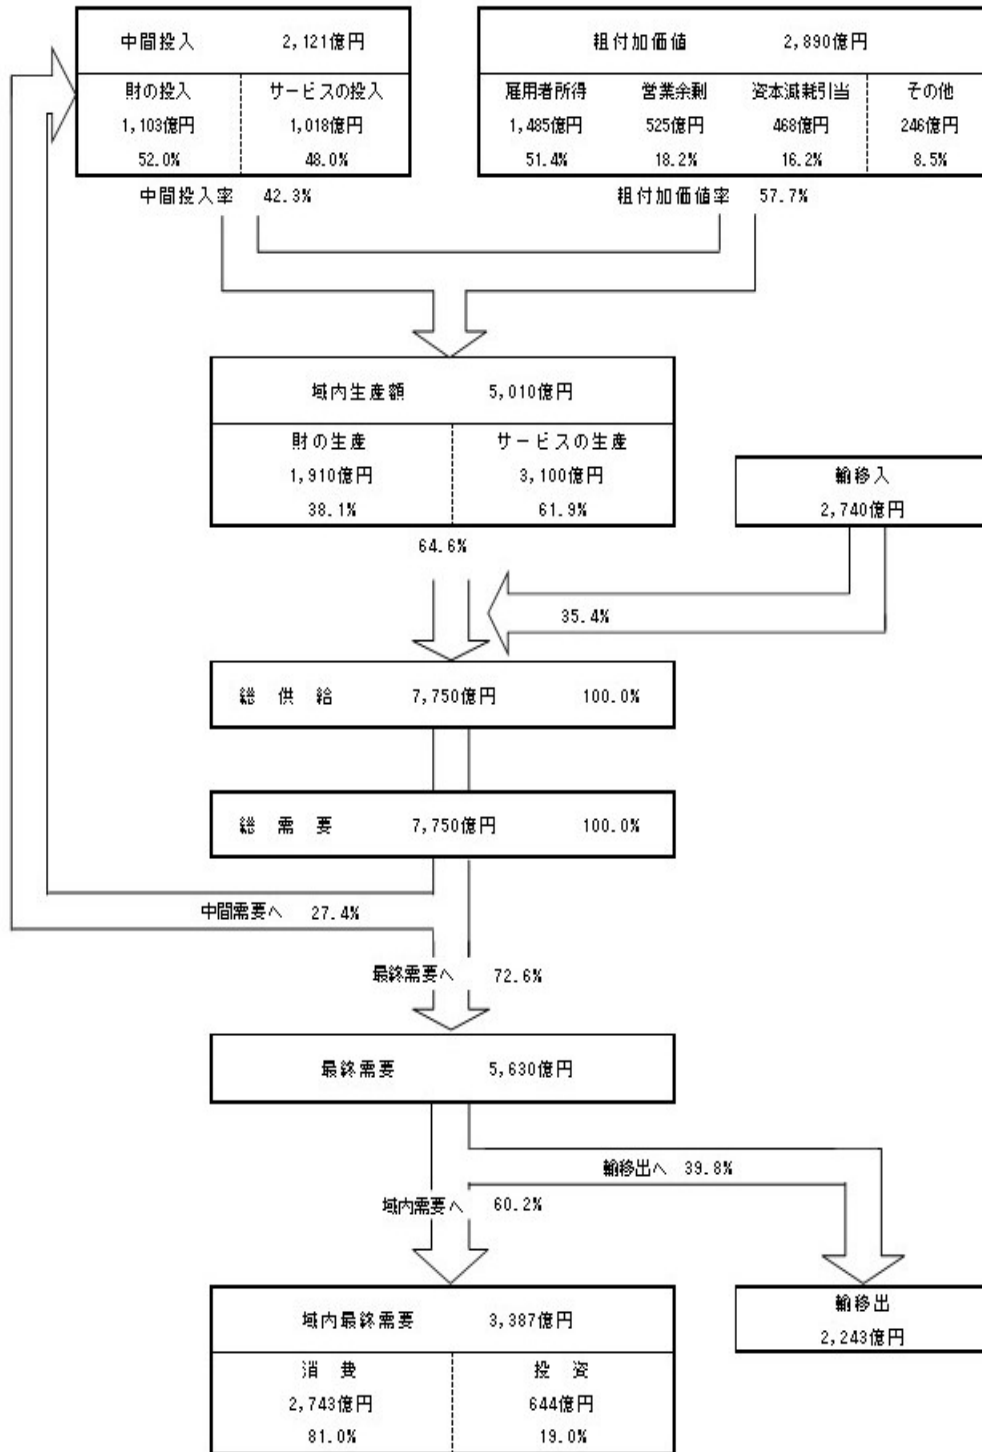 中間投入 2,121億円
財の投入 サービスの投入
1,103億円 1,018億円
52.0% 48.0%
中間投入率 42.3%
粗付加価値 2,890億円
雇用者所得 営業余剰 資本減耗引当 その他
1,485億円 525億円 468億円 246億円
51.4% 18.2% 16.2% 8.5%
粗付加価値率 57.7%
域内生産額 5,010億円
財の生産 サービスの生産
1,910億円 3,100億円
38.1% 61.9%
64.6%
輸移入
2,740億円
35.4%
総供給 7,750億円 100.0%
総需要 7,750億円 100.0%
中間需要へ 27.4%
最終需要へ 72.6%
最終需要 5,630億円
輸移出へ 39.8%
域内需要へ 60.2%
域内最終需要 3,387億円
消費 投資
2,743億円 644億円
81.0% 19.0%
輸移出
2,243億円